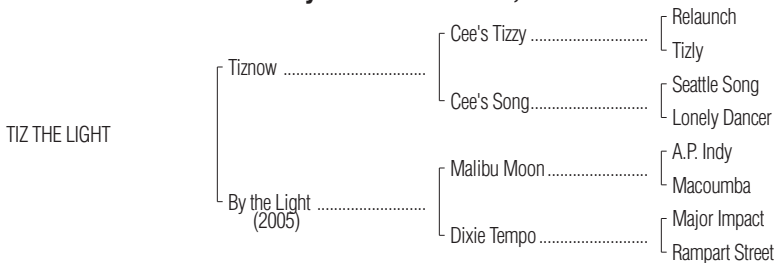 Relaunch
Cee's Tizzy
Tizly
Tiznow
Seattle Song
Cee's Song
Lonely Dancer
TIZ THE LIGHT
A.P. Indy
Malibu Moon
Macoumba
By the Light
(2005)
Major Impact
Dixie Tempo
Rampart Street